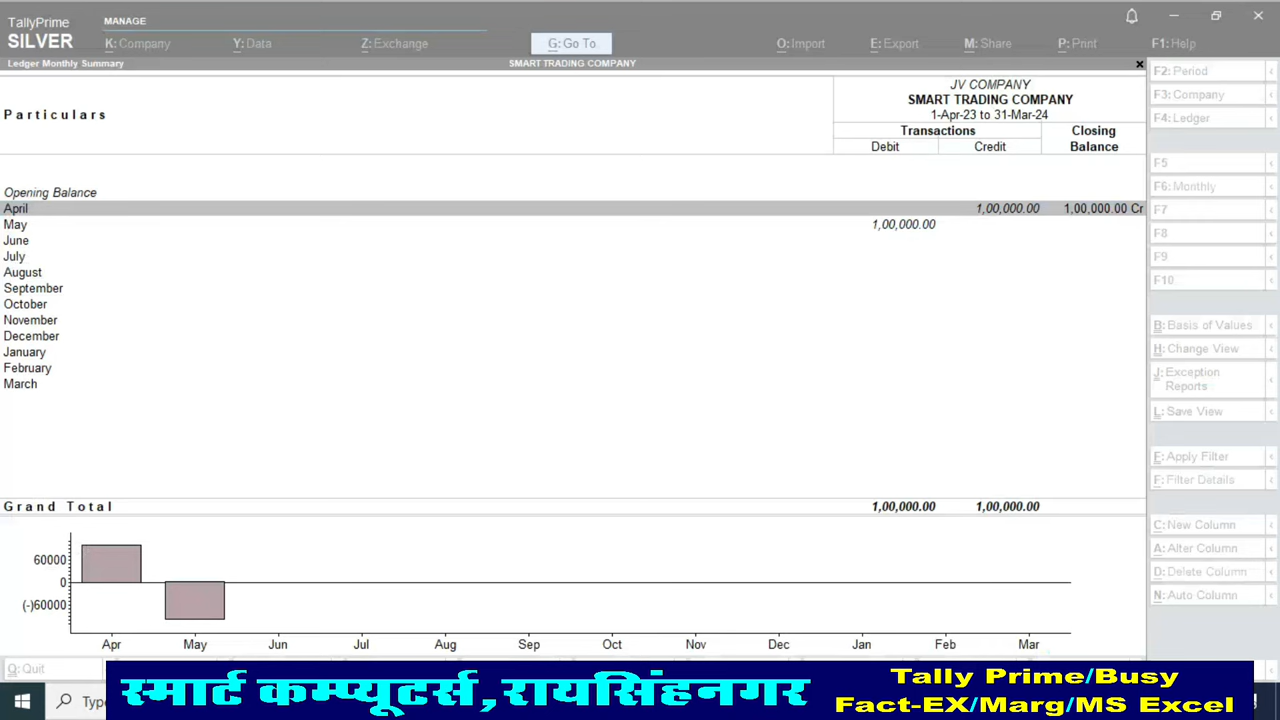 TallyPrime
SILVER
MANAGE
K: Company
Y: Data
Z: Exchange
G: Go To
O: Import
E: Export
M: Share
P: Print
F1: Help
Ledger Monthly Summary
SMART TRADING COMPANY
Particulars
JV COMPANY
SMART TRADING COMPANY
1-Apr-23 to 31-Mar-24
Transactions
Closing
Debit
Credit
Balance
Opening Balance
April 1,00,000.00 1,00,000.00 Cr
May 1,00,000.00
June
July
August
September
October
November
December
January
February
March
Grand Total 1,00,000.00 1,00,000.00
60000
0
(-)60000
Apr May Jun Jul Aug Sep Oct Nov Dec Jan Feb Mar
F2: Period
F3: Company
F4: Ledger
F5
F6: Monthly
F7
F8
F9
F10
B: Basis of Values
H: Change View
J: Exception
Reports
L: Save View
E: Apply Filter
F: Filter Details
C: New Column
A: Alter Column
D: Delete Column
N: Auto Column
Q: Quit
Type
स्मार्ट कम्प्यूटर्स,रायसिंहनगर
Tally Prime/Busy
Fact-EX/Marg/MS Excel